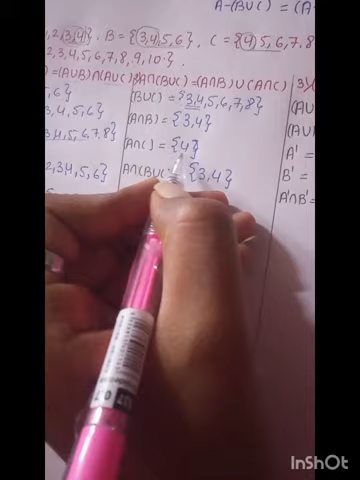 A-(BUC) = (A-
2,3,4}. B = {3,4,5,6}, C = {4,5,6,7.8
2,3,4,5,6,7,8,9,10.}
=(AUB)∩(AUC) A∩(BUC)=(A∩B)U(A∩C) 3)
,6} (BUC) = {3,4,5,6,7,8} (AU
3,4,5,6} (A∩B) = {3,4} (AU
3,4,5,6,7,8} (A∩C) = {4} A' =
2,3,4,5,6} A∩(BUC)= {3,4} B' =
A'∩B'=
InShOt